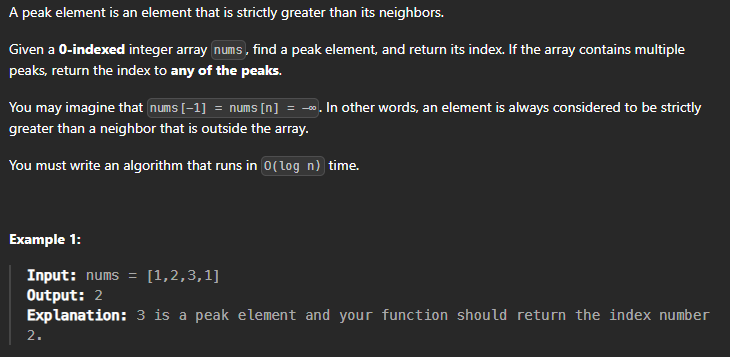 A peak element is an element that is strictly greater than its neighbors.
Given a 0-indexed integer array nums, find a peak element, and return its index. If the array contains multiple
peaks, return the index to any of the peaks.
You may imagine that nums[-1] = nums[n] = -∞. In other words, an element is always considered to be strictly
greater than a neighbor that is outside the array.
You must write an algorithm that runs in O(log n) time.
Example 1:
Input: nums = [1,2,3,1]
Output: 2
Explanation: 3 is a peak element and your function should return the index number
2.